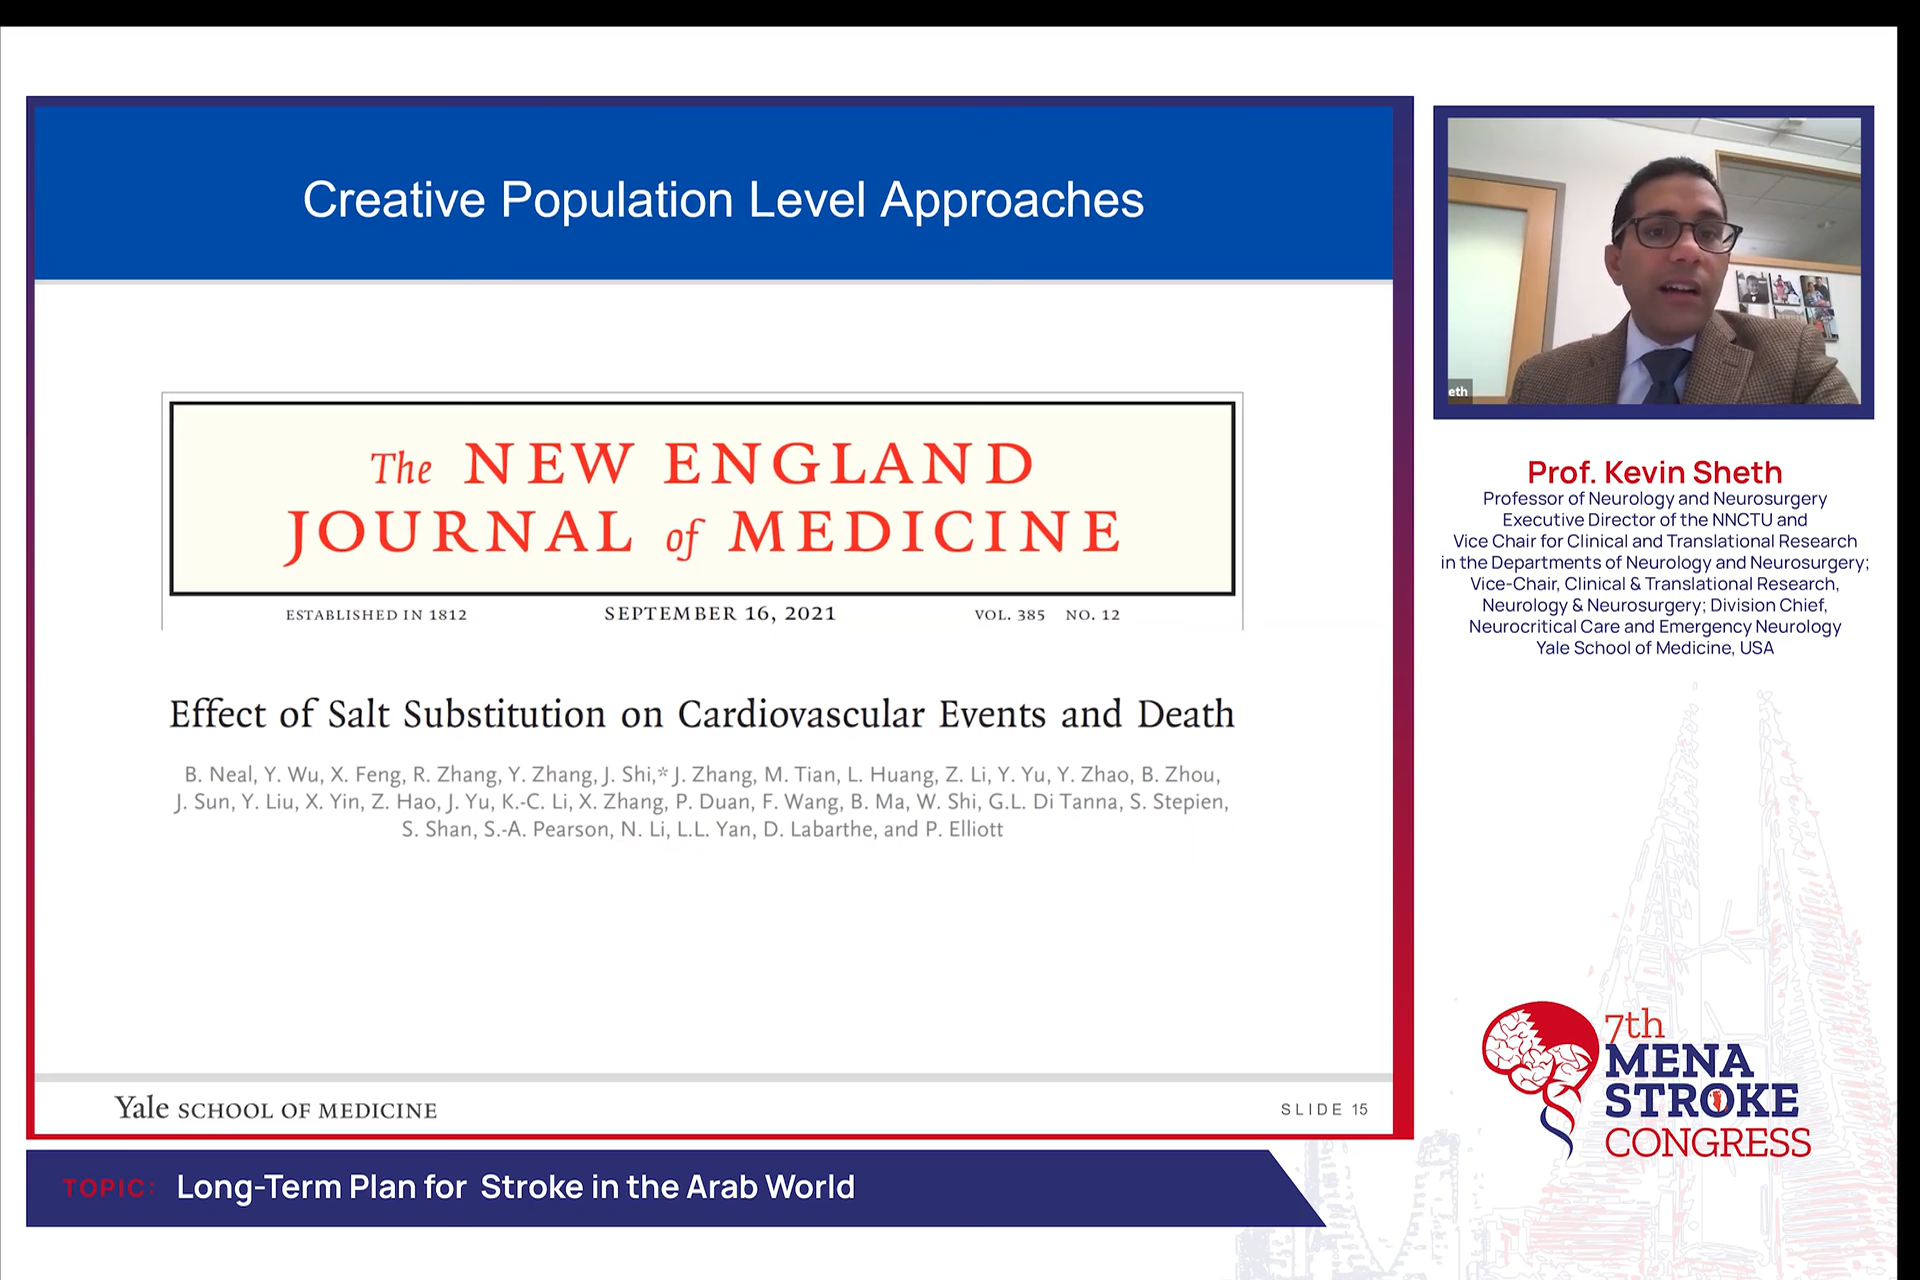 Creative Population Level Approaches
The NEW ENGLAND
JOURNAL of MEDICINE
ESTABLISHED IN 1812 SEPTEMBER 16, 2021 VOL. 385 NO. 12
Effect of Salt Substitution on Cardiovascular Events and Death
B. Neal, Y. Wu, X. Feng, R. Zhang, Y. Zhang, J. Shi,* J. Zhang, M. Tian, L. Huang, Z. Li, Y. Yu, Y. Zhao, B. Zhou,
J. Sun, Y. Liu, X. Yin, Z. Hao, J. Yu, K.-C. Li, X. Zhang, P. Duan, F. Wang, B. Ma, W. Shi, G.L. Di Tanna, S. Stepien,
S. Shan, S.-A. Pearson, N. Li, L.L. Yan, D. Labarthe, and P. Elliott
Yale SCHOOL OF MEDICINE
SLIDE 15
TOPIC: Long-Term Plan for Stroke in the Arab World
eth
Prof. Kevin Sheth
Professor of Neurology and Neurosurgery
Executive Director of the NNCTU and
Vice Chair for Clinical and Translational Research
in the Departments of Neurology and Neurosurgery;
Vice-Chair, Clinical & Translational Research,
Neurology & Neurosurgery; Division Chief,
Neurocritical Care and Emergency Neurology
Yale School of Medicine, USA
7th
MENA
STROKE
CONGRESS